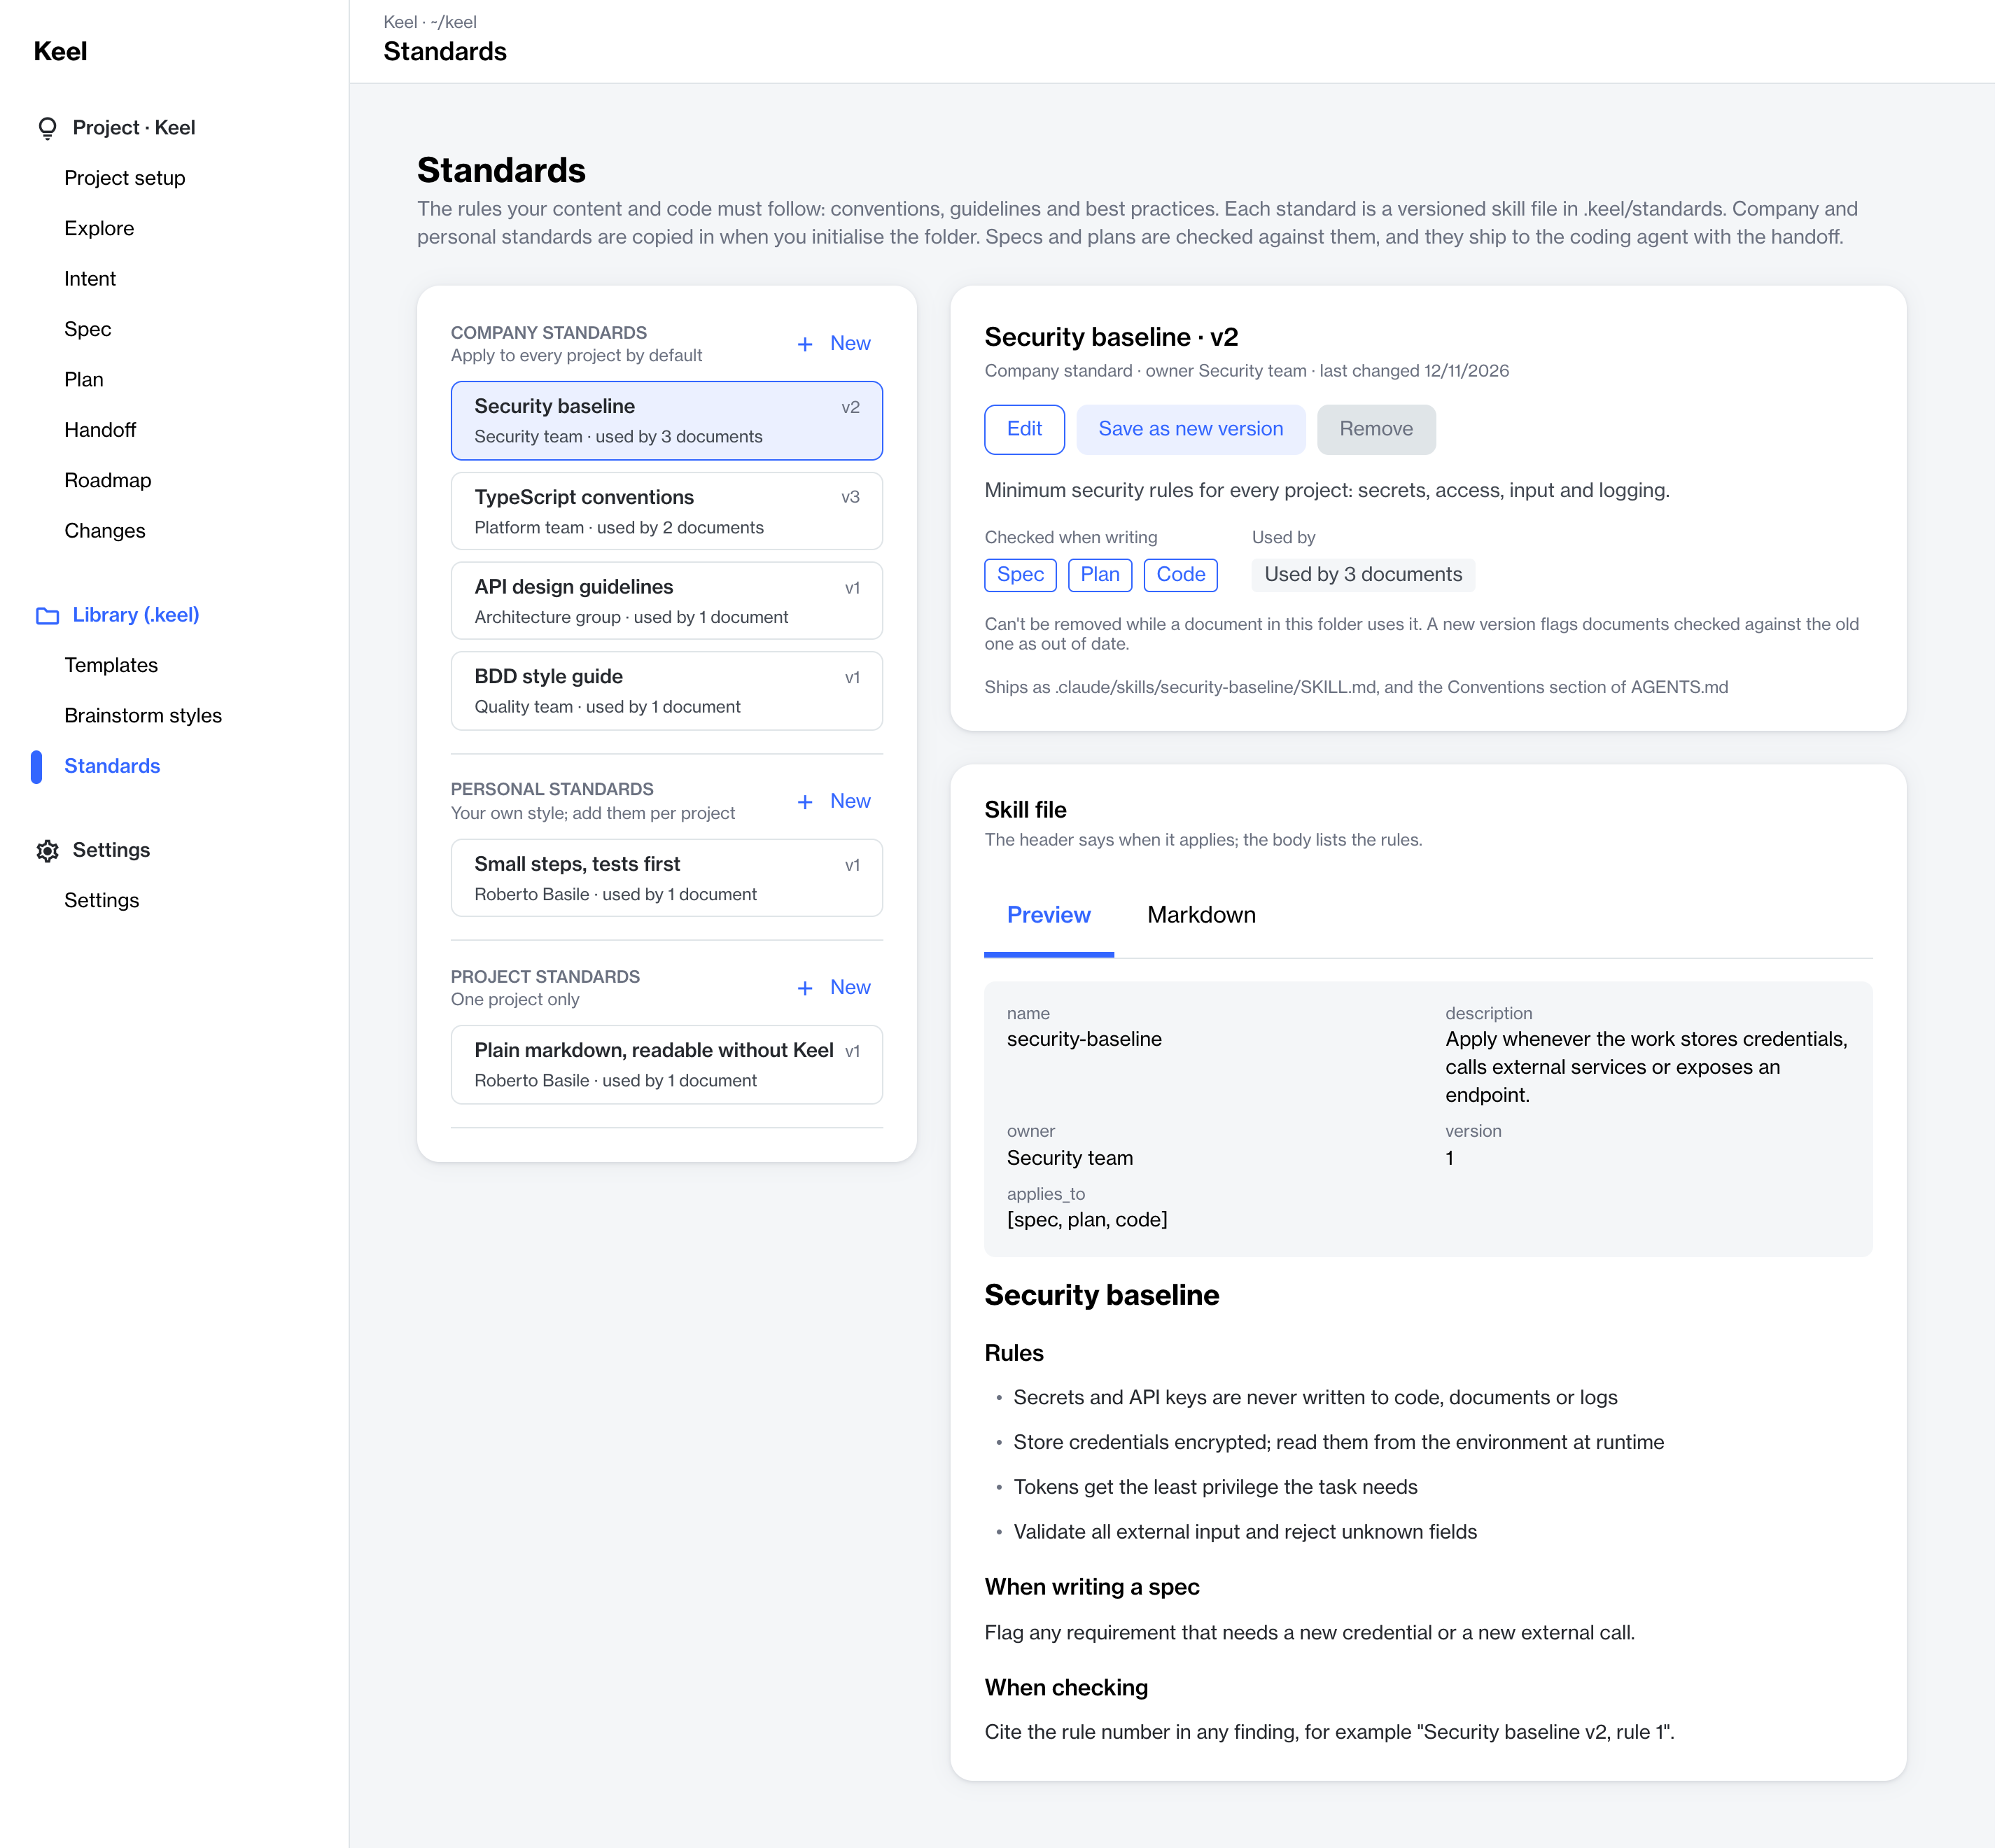 Keel
Project · Keel
Project setup
Explore
Intent
Spec
Plan
Handoff
Roadmap
Changes
Library (.keel)
Templates
Brainstorm styles
Standards
Settings
Settings
Keel · ~/keel
Standards
Standards
The rules your content and code must follow: conventions, guidelines and best practices. Each standard is a versioned skill file in .keel/standards. Company and
personal standards are copied in when you initialise the folder. Specs and plans are checked against them, and they ship to the coding agent with the handoff.
COMPANY STANDARDS
Apply to every project by default
+ New
Security baseline v2
Security team · used by 3 documents
TypeScript conventions v3
Platform team · used by 2 documents
API design guidelines v1
Architecture group · used by 1 document
BDD style guide v1
Quality team · used by 1 document
PERSONAL STANDARDS
Your own style; add them per project
+ New
Small steps, tests first v1
Roberto Basile · used by 1 document
PROJECT STANDARDS
One project only
+ New
Plain markdown, readable without Keel v1
Roberto Basile · used by 1 document
Security baseline · v2
Company standard · owner Security team · last changed 12/11/2026
Edit Save as new version Remove
Minimum security rules for every project: secrets, access, input and logging.
Checked when writing
Spec Plan Code
Used by
Used by 3 documents
Can't be removed while a document in this folder uses it. A new version flags documents checked against the old
one as out of date.
Ships as .claude/skills/security-baseline/SKILL.md, and the Conventions section of AGENTS.md
Skill file
The header says when it applies; the body lists the rules.
Preview Markdown
name
security-baseline
description
Apply whenever the work stores credentials,
calls external services or exposes an
endpoint.
owner
Security team
version
1
applies_to
[spec, plan, code]
Security baseline
Rules
• Secrets and API keys are never written to code, documents or logs
• Store credentials encrypted; read them from the environment at runtime
• Tokens get the least privilege the task needs
• Validate all external input and reject unknown fields
When writing a spec
Flag any requirement that needs a new credential or a new external call.
When checking
Cite the rule number in any finding, for example "Security baseline v2, rule 1".